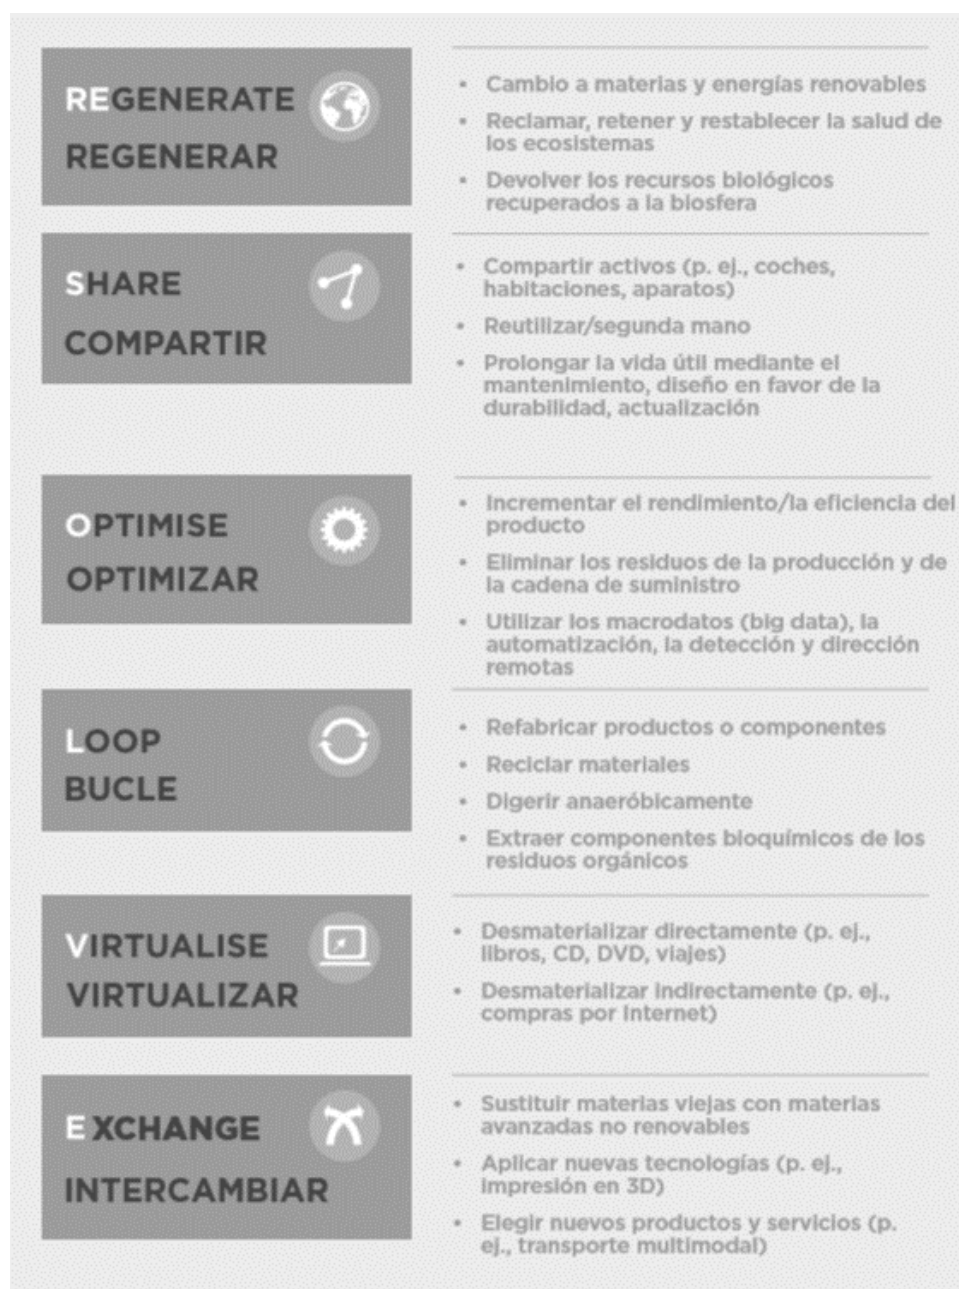 REGENERATE
REGENERAR
• Cambio a materias y energías renovables
• Reclamar, retener y restablecer la salud de
los ecosistemas
• Devolver los recursos biológicos
recuperados a la biosfera
SHARE
COMPARTIR
• Compartir activos (p. ej., coches,
habitaciones, aparatos)
• Reutilizar/segunda mano
• Prolongar la vida útil mediante el
mantenimiento, diseño en favor de la
durabilidad, actualización
OPTIMISE
OPTIMIZAR
• Incrementar el rendimiento/la eficiencia del
producto
• Eliminar los residuos de la producción y de
la cadena de suministro
• Utilizar los macrodatos (big data), la
automatización, la detección y dirección
remotas
LOOP
BUCLE
• Refabricar productos o componentes
• Reciclar materiales
• Digerir anaeróbicamente
• Extraer componentes bioquímicos de los
residuos orgánicos
VIRTUALISE
VIRTUALIZAR
• Desmaterializar directamente (p. ej.,
libros, CD, DVD, viajes)
• Desmaterializar indirectamente (p. ej.,
compras por Internet)
EXCHANGE
INTERCAMBIAR
• Sustituir materias viejas con materias
avanzadas no renovables
• Aplicar nuevas tecnologías (p. ej.,
impresión en 3D)
• Elegir nuevos productos y servicios (p.
ej., transporte multimodal)